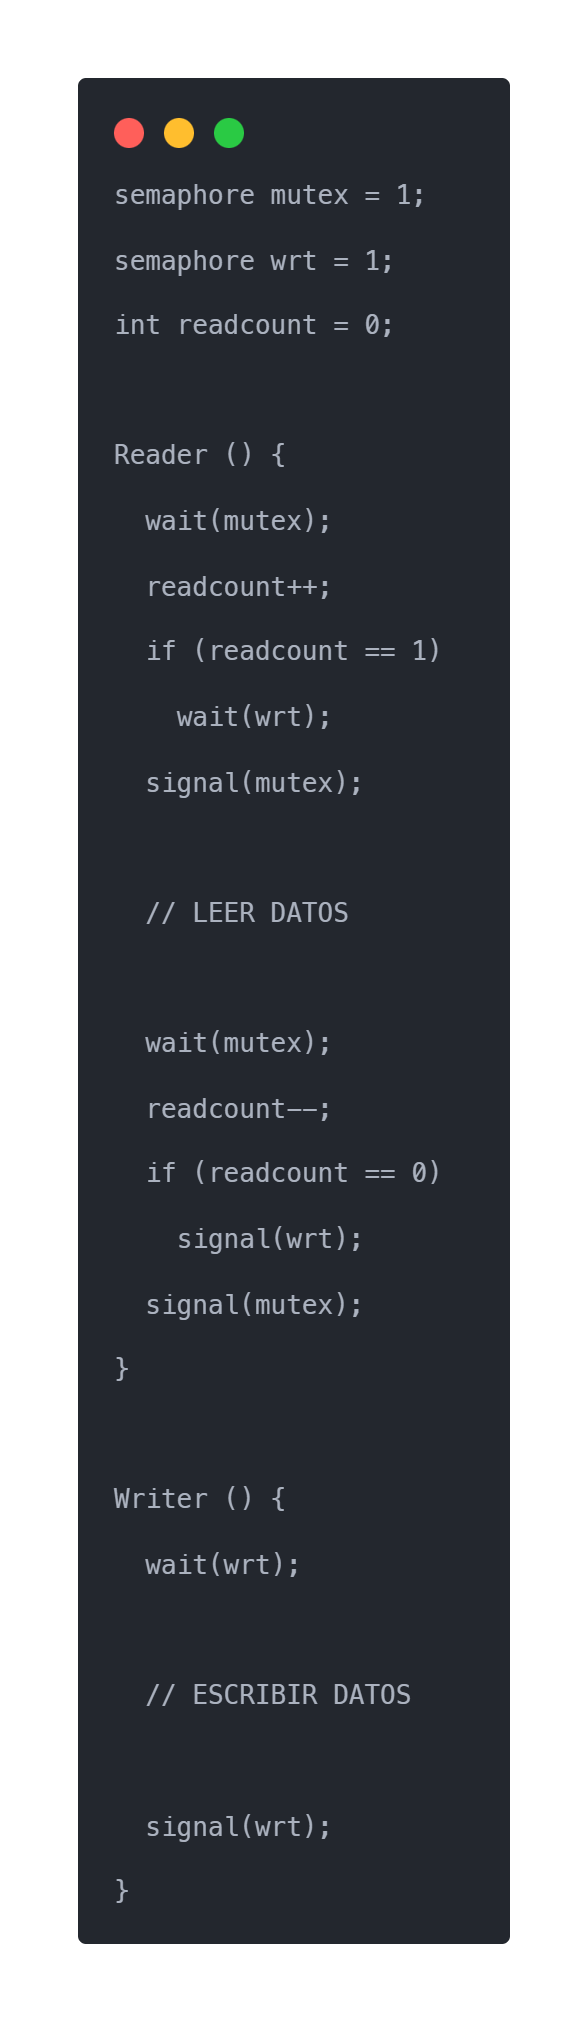 semaphore mutex = 1;
semaphore wrt = 1;
int readcount = 0;
Reader () {
wait(mutex);
readcount++;
if (readcount == 1)
wait(wrt);
signal(mutex);
// LEER DATOS
wait(mutex);
readcount--;
if (readcount == 0)
signal(wrt);
signal(mutex);
}
Writer () {
wait(wrt);
// ESCRIBIR DATOS
signal(wrt);
}